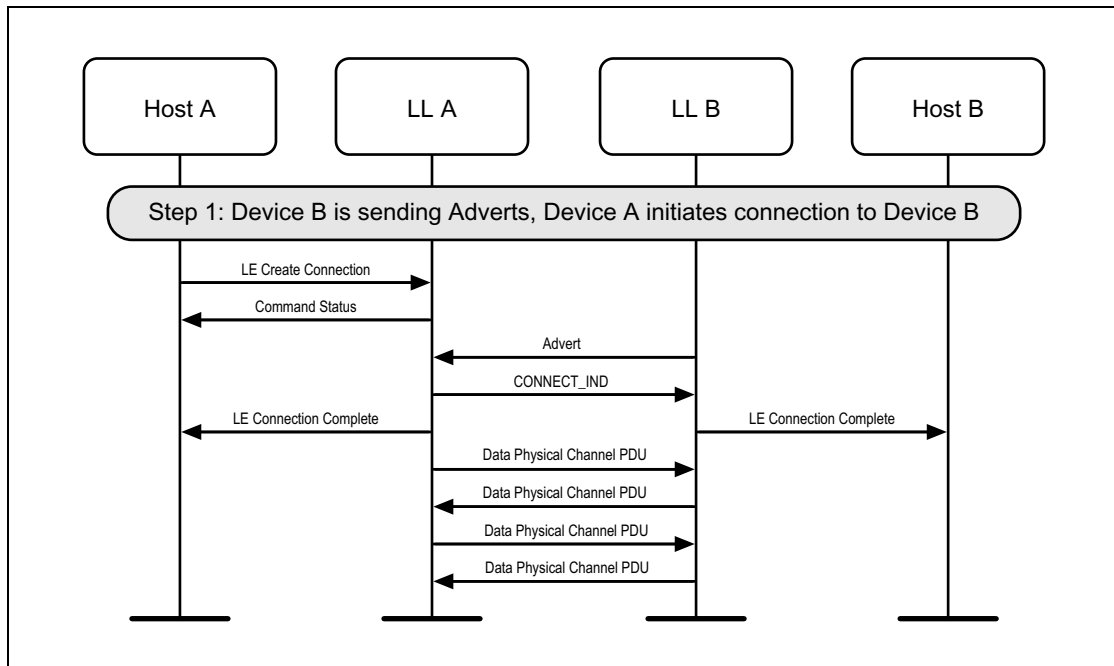 Host A
LL A
LL B
Host B
Step 1: Device B is sending Adverts, Device A initiates connection to Device B
LE Create Connection
Command Status
Advert
CONNECT_IND
LE Connection Complete
LE Connection Complete
Data Physical Channel PDU
Data Physical Channel PDU
Data Physical Channel PDU
Data Physical Channel PDU